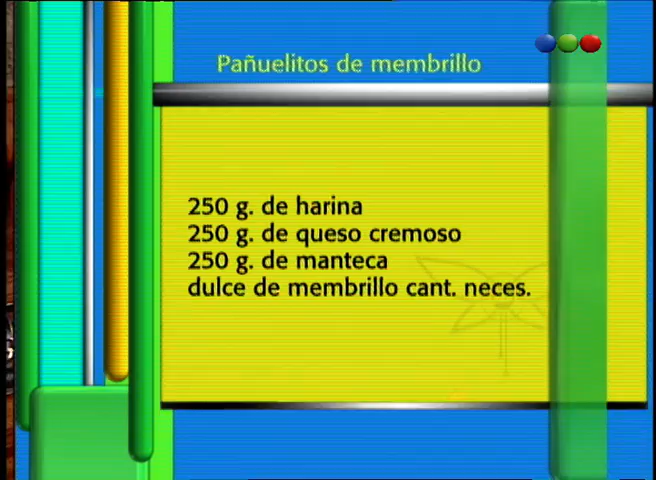 Pañuelitos de membrillo
250 g. de harina
250 g. de queso cremoso
250 g. de manteca
dulce de membrillo cant. neces.